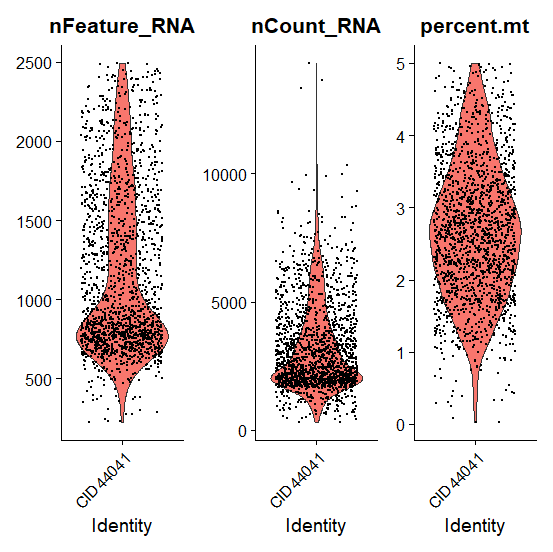 nFeature_RNA
2500
2000
1500
1000
500
CID44041
Identity
nCount_RNA
10000
5000
0
CID44041
Identity
percent.mt
5
4
3
2
1
0
CID44041
Identity